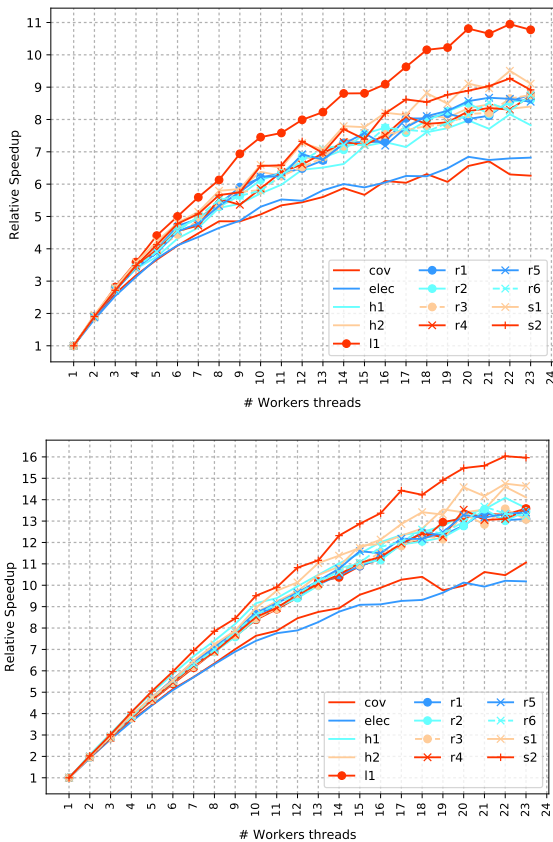 11
10
9
8
7
6
5
4
3
2
1
Relative Speedup
cov
elec
h1
h2
l1
r1
r2
r3
r4
r5
r6
s1
s2
1 2 3 4 5 6 7 8 9 10 11 12 13 14 15 16 17 18 19 20 21 22 23 24
# Workers threads
16
15
14
13
12
11
10
9
8
7
6
5
4
3
2
1
Relative Speedup
cov
elec
h1
h2
l1
r1
r2
r3
r4
r5
r6
s1
s2
1 2 3 4 5 6 7 8 9 10 11 12 13 14 15 16 17 18 19 20 21 22 23 24
# Workers threads